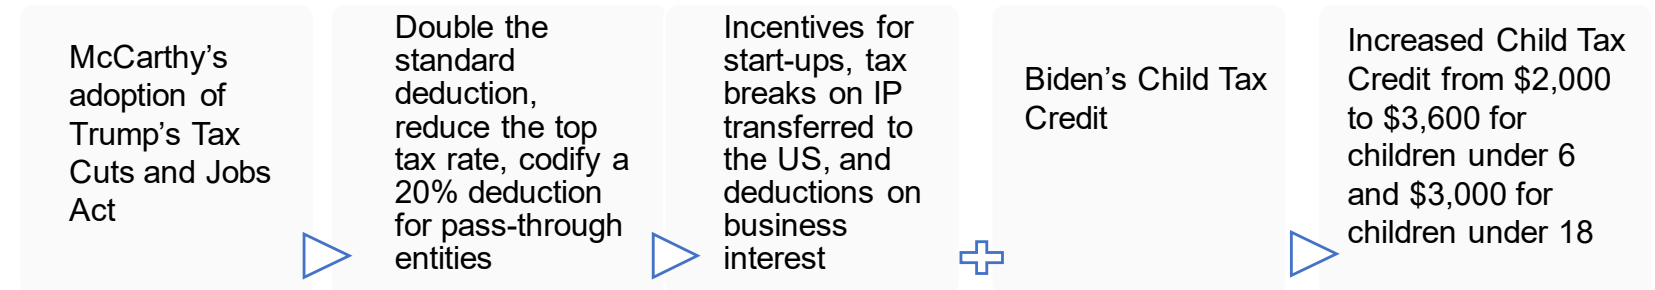 McCarthy’s
adoption of
Trump’s Tax
Cuts and Jobs
Act
Double the
standard
deduction,
reduce the top
tax rate, codify a
20% deduction
for pass-through
entities
Incentives for
start-ups, tax
breaks on IP
transferred to
the US, and
deductions on
business
interest
Biden’s Child Tax
Credit
Increased Child Tax
Credit from $2,000
to $3,600 for
children under 6
and $3,000 for
children under 18